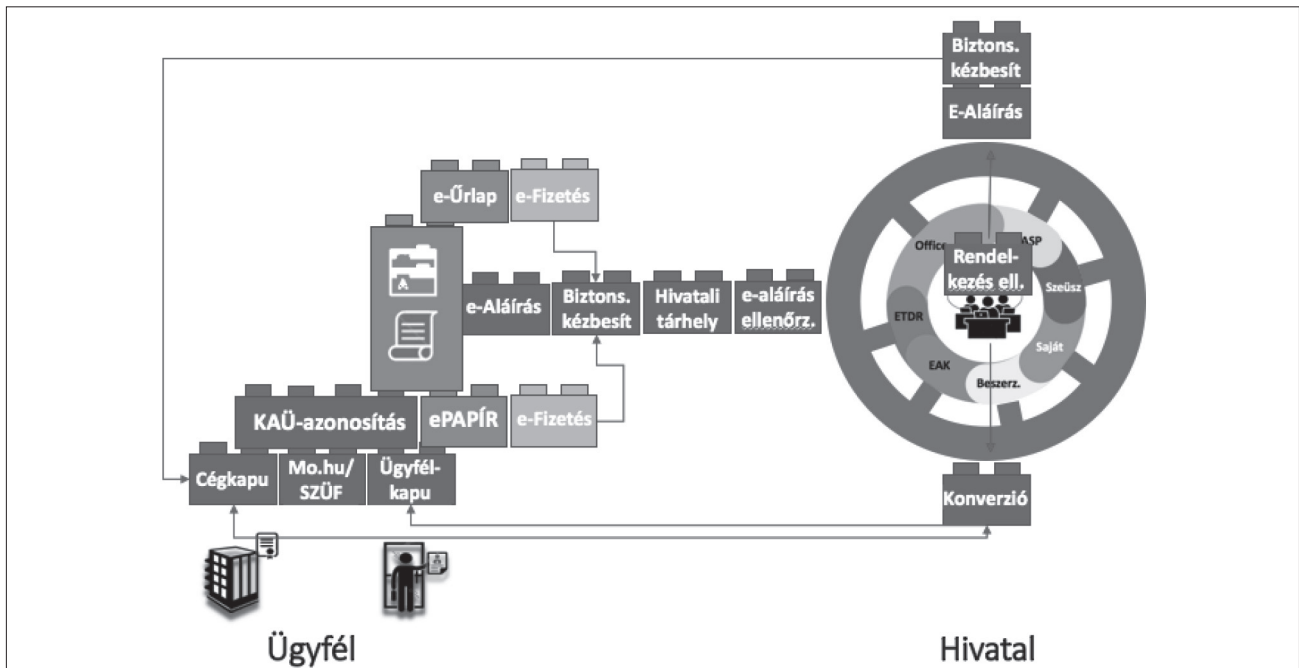 Biztons.
kézbesít
E-Aláírás
e-Űrlap
e-Fizetés
e-Aláírás
Biztons.
kézbesít
Hivatali
tárhely
e-aláírás
ellenőrz.
KAÜ-azonosítás
ePAPÍR
e-Fizetés
Cégkapu
Mo.hu/
SZÜF
Ügyfél-
kapu
Office
ASP
Rendel-
kezés ell.
Szeüsz
ETDR
Saját
EAK
Beszerz.
Konverzió
Ügyfél
Hivatal